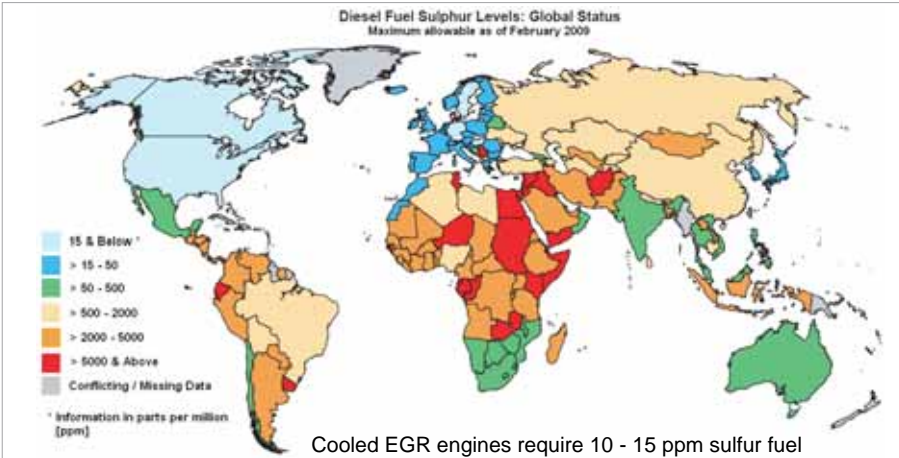 Diesel Fuel Sulphur Levels: Global Status
Maximum allowable as of February 2009
15 & Below *
> 15 - 50
> 50 - 500
> 500 - 2000
> 2000 - 5000
> 5000 & Above
Conflicting / Missing Data
* Information in parts per million
[ppm]
Cooled EGR engines require 10 - 15 ppm sulfur fuel